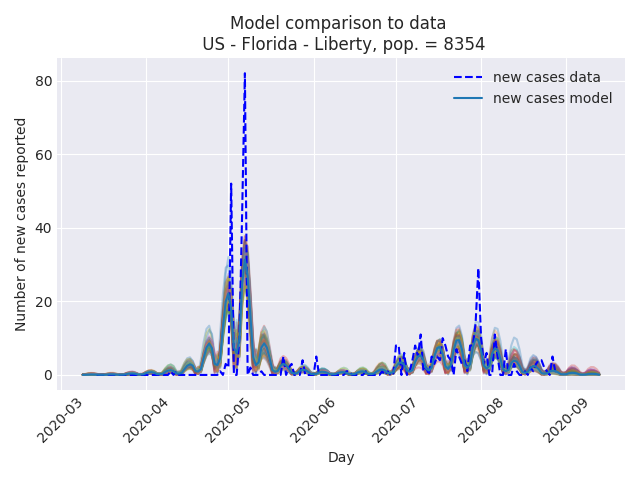 Model comparison to data
US - Florida - Liberty, pop. = 8354
new cases data
new cases model
Number of new cases reported
80
60
40
20
0
2020-03
2020-04
2020-05
2020-06
2020-07
2020-08
2020-09
Day